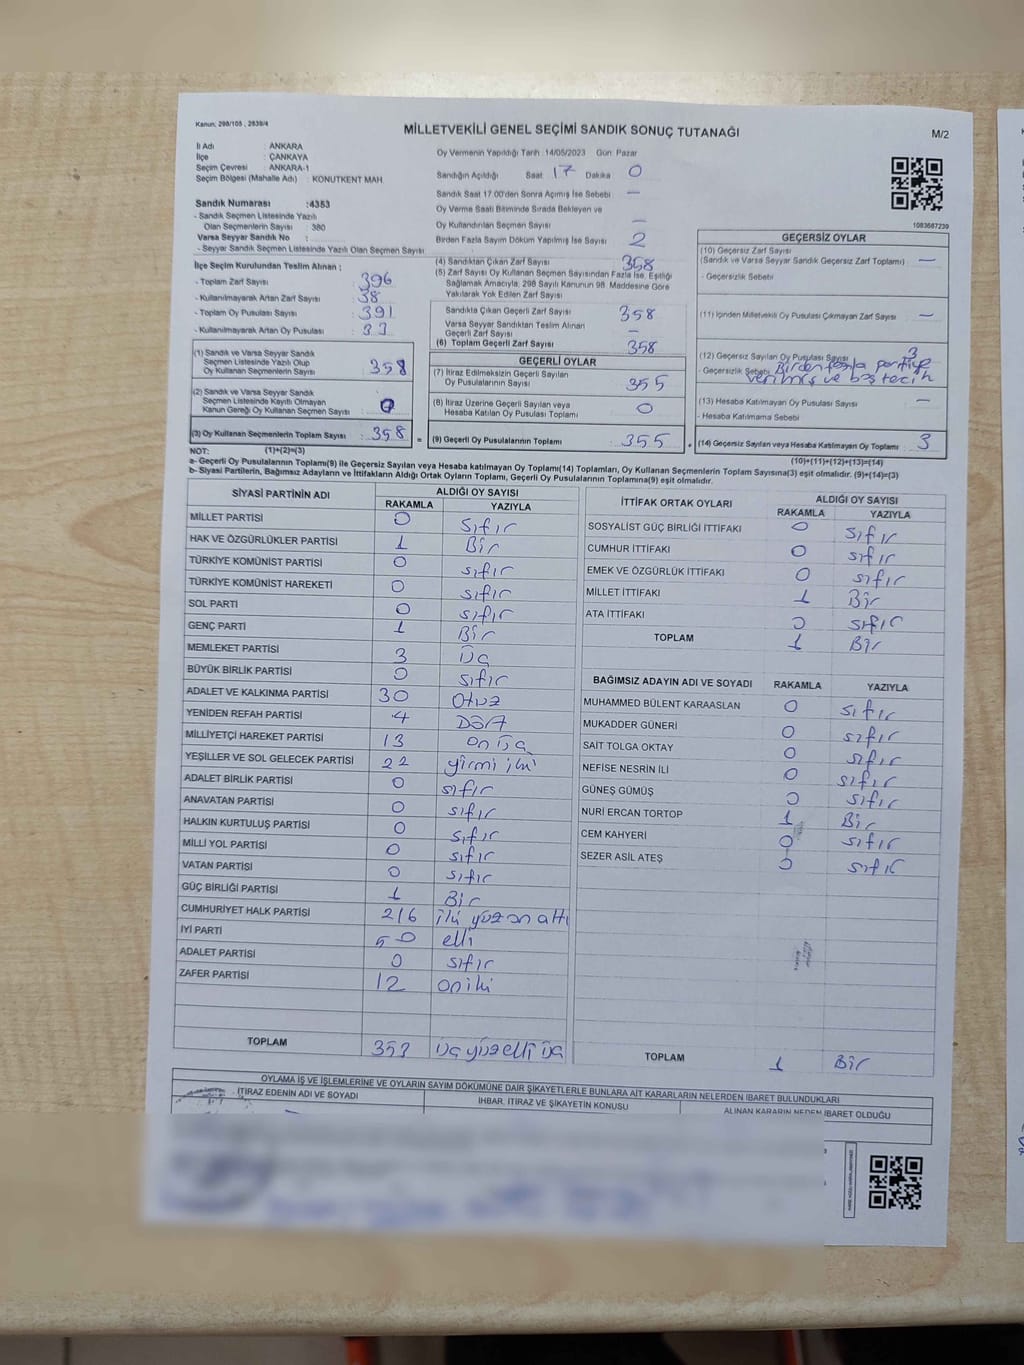 Kanun: 298/105 , 2839/4
MİLLETVEKİLİ GENEL SEÇİMİ SANDIK SONUÇ TUTANAĞI
M/2
İl Adı : ANKARA
İlçe : ÇANKAYA
Seçim Çevresi : ANKARA-1
Seçim Bölgesi (Mahalle Adı) : KONUTKENT MAH.
Sandık Numarası : 4353
- Sandık Seçmen Listesinde Yazılı
Olan Seçmenlerin Sayısı : 380
Varsa Seyyar Sandık No :
- Seyyar Sandık Seçmen Listesinde Yazılı Olan Seçmen Sayısı :
Oy Vermenin Yapıldığı Tarih :14/05/2023 Gün: Pazar
Sandığın Açıldığı Saat 17 Dakika 0
Sandık Saat 17.00'den Sonra Açımış İse Sebebi —
Oy Verme Saati Bitiminde Sırada Bekleyen ve
Oy Kullandırılan Seçmen Sayısı —
Birden Fazla Sayım Döküm Yapılmış İse Sayısı 2
1083667239
İlçe Seçim Kurulundan Teslim Alınan ;
- Toplam Zarf Sayısı : 396
- Kullanılmayarak Artan Zarf Sayısı : 38
- Toplam Oy Pusulası Sayısı : 391
- Kullanılmayarak Artan Oy Pusulası : 33
(1) Sandık ve Varsa Seyyar Sandık
Seçmen Listesinde Yazılı Olup
Oy Kullanan Seçmenlerin Sayısı : 358
(2) Sandık ve Varsa Seyyar Sandık
Seçmen Listesinde Kayıtlı Olmayan
Kanun Gereği Oy Kullanan Seçmen Sayısı : 0
(3) Oy Kullanan Seçmenlerin Toplam Sayısı : 358
(4) Sandıktan Çıkan Zarf Sayısı 358
(5) Zarf Sayısı Oy Kullanan Seçmen Sayısından Fazla İse, Eşitliği
Sağlamak Amacıyla, 298 Sayılı Kanunun 98. Maddesine Göre
Yakılarak Yok Edilen Zarf Sayısı
Sandıkta Çıkan Geçerli Zarf Sayısı 358
Varsa Seyyar Sandıktan Teslim Alınan
Geçerli Zarf Sayısı —
(6) Toplam Geçerli Zarf Sayısı 358
GEÇERLİ OYLAR
(7) İtiraz Edilmeksizin Geçerli Sayılan
Oy Pusulalarının Sayısı 355
(8) İtiraz Üzerine Geçerli Sayılan veya
Hesaba Katılan Oy Pusulası Toplamı 0
= (9) Geçerli Oy Pusulalarının Toplamı 355
GEÇERSİZ OYLAR
(10) Geçersiz Zarf Sayısı
(Sandık ve Varsa Seyyar Sandık Geçersiz Zarf Toplamı) —
- Geçersizlik Sebebi
(11) İçinden Milletvekili Oy Pusulası Çıkmayan Zarf Sayısı —
(12) Geçersiz Sayılan Oy Pusulası Sayısı 3
- Geçersizlik Sebebi Birden fazla partiye
verilmiş ve boş tercih
(13) Hesaba Katılmayan Oy Pusulası Sayısı —
- Hesaba Katılmama Sebebi
(14) Geçersiz Sayılan veya Hesaba Katılmayan Oy Toplamı 3
NOT: (1)+(2)=(3)
(10)+(11)+(12)+(13)=(14)
a- Geçerli Oy Pusulalarının Toplamı(9) ile Geçersiz Sayılan veya Hesaba katılmayan Oy Toplamı(14) Toplamları, Oy Kullanan Seçmenlerin Toplam Sayısına(3) eşit olmalıdır. (9)+(14)=(3)
b- Siyasi Partilerin, Bağımsız Adayların ve İttifakların Aldığı Ortak Oyların Toplamı, Geçerli Oy Pusulalarının Toplamına(9) eşit olmalıdır.
SİYASİ PARTİNİN ADI ALDIĞI OY SAYISI
RAKAMLA YAZIYLA
MİLLET PARTİSİ 0 sıfır
HAK VE ÖZGÜRLÜKLER PARTİSİ 1 Bir
TÜRKİYE KOMÜNİST PARTİSİ 0 sıfır
TÜRKİYE KOMÜNİST HAREKETİ 0 sıfır
SOL PARTİ 0 sıfır
GENÇ PARTİ 1 Bir
MEMLEKET PARTİSİ 3 üç
BÜYÜK BİRLİK PARTİSİ 0 sıfır
ADALET VE KALKINMA PARTİSİ 30 Otuz
YENİDEN REFAH PARTİSİ 4 Dört
MİLLİYETÇİ HAREKET PARTİSİ 13 on üç
YEŞİLLER VE SOL GELECEK PARTİSİ 22 yirmi iki
ADALET BİRLİK PARTİSİ 0 sıfır
ANAVATAN PARTİSİ 0 sıfır
HALKIN KURTULUŞ PARTİSİ 0 sıfır
MİLLİ YOL PARTİSİ 0 sıfır
VATAN PARTİSİ 0 sıfır
GÜÇ BİRLİĞİ PARTİSİ 1 Bir
CUMHURİYET HALK PARTİSİ 216 iki yüz on altı
İYİ PARTİ 50 elli
ADALET PARTİSİ 0 sıfır
ZAFER PARTİSİ 12 on iki
TOPLAM 353 üç yüz elli üç
İTTİFAK ORTAK OYLARI ALDIĞI OY SAYISI
RAKAMLA YAZIYLA
SOSYALİST GÜÇ BİRLİĞİ İTTİFAKI 0 sıfır
CUMHUR İTTİFAKI 0 sıfır
EMEK VE ÖZGÜRLÜK İTTİFAKI 0 sıfır
MİLLET İTTİFAKI 1 Bir
ATA İTTİFAKI 0 sıfır
TOPLAM 1 Bir
BAĞIMSIZ ADAYIN ADI VE SOYADI RAKAMLA YAZIYLA
MUHAMMED BÜLENT KARAASLAN 0 sıfır
MUKADDER GÜNERİ 0 sıfır
SAİT TOLGA OKTAY 0 sıfır
NEFİSE NESRİN İLİ 0 sıfır
GÜNEŞ GÜMÜŞ 0 sıfır
NURİ ERCAN TORTOP 1 Bir
CEM KAHYERİ 0 sıfır
SEZER ASİL ATEŞ 0 sıfır
TOPLAM 1 Bir
OYLAMA İŞ VE İŞLEMLERİNE VE OYLARIN SAYIM DÖKÜMÜNE DAİR ŞİKAYETLERLE BUNLARA AİT KARARLARIN NELERDEN İBARET BULUNDUKLARI
İTİRAZ EDENİN ADI VE SOYADI
İHBAR, İTİRAZ VE ŞİKAYETİN KONUSU
ALINAN KARARIN NEDEN İBARET OLDUĞU